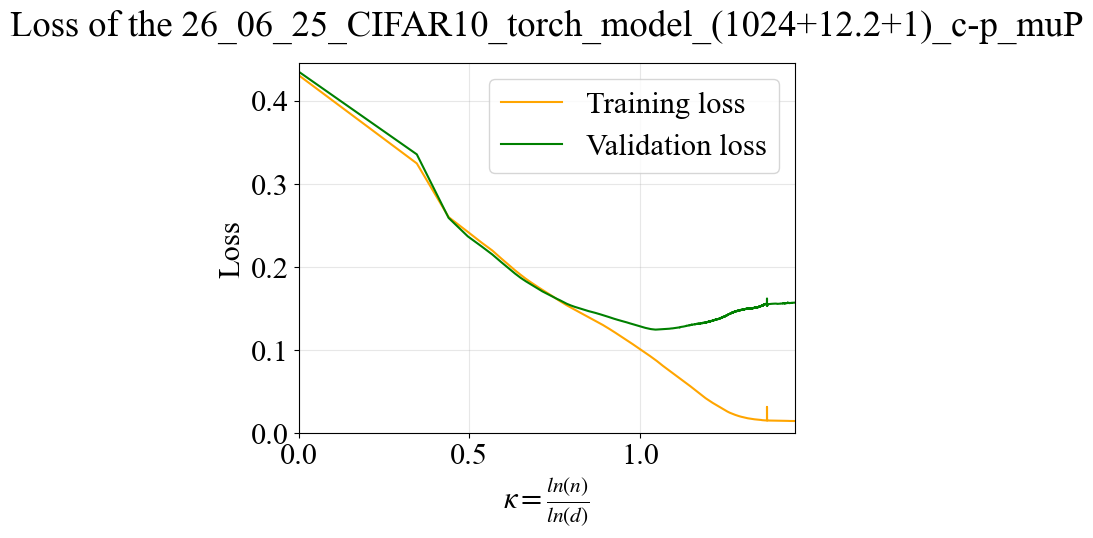 Loss of the 26_06_25_CIFAR10_torch_model_(1024+12.2+1)_c-p_muP
Training loss
Validation loss
Loss
0.4
0.3
0.2
0.1
0.0
0.0 0.5 1.0
κ = ln(n)/ln(d)